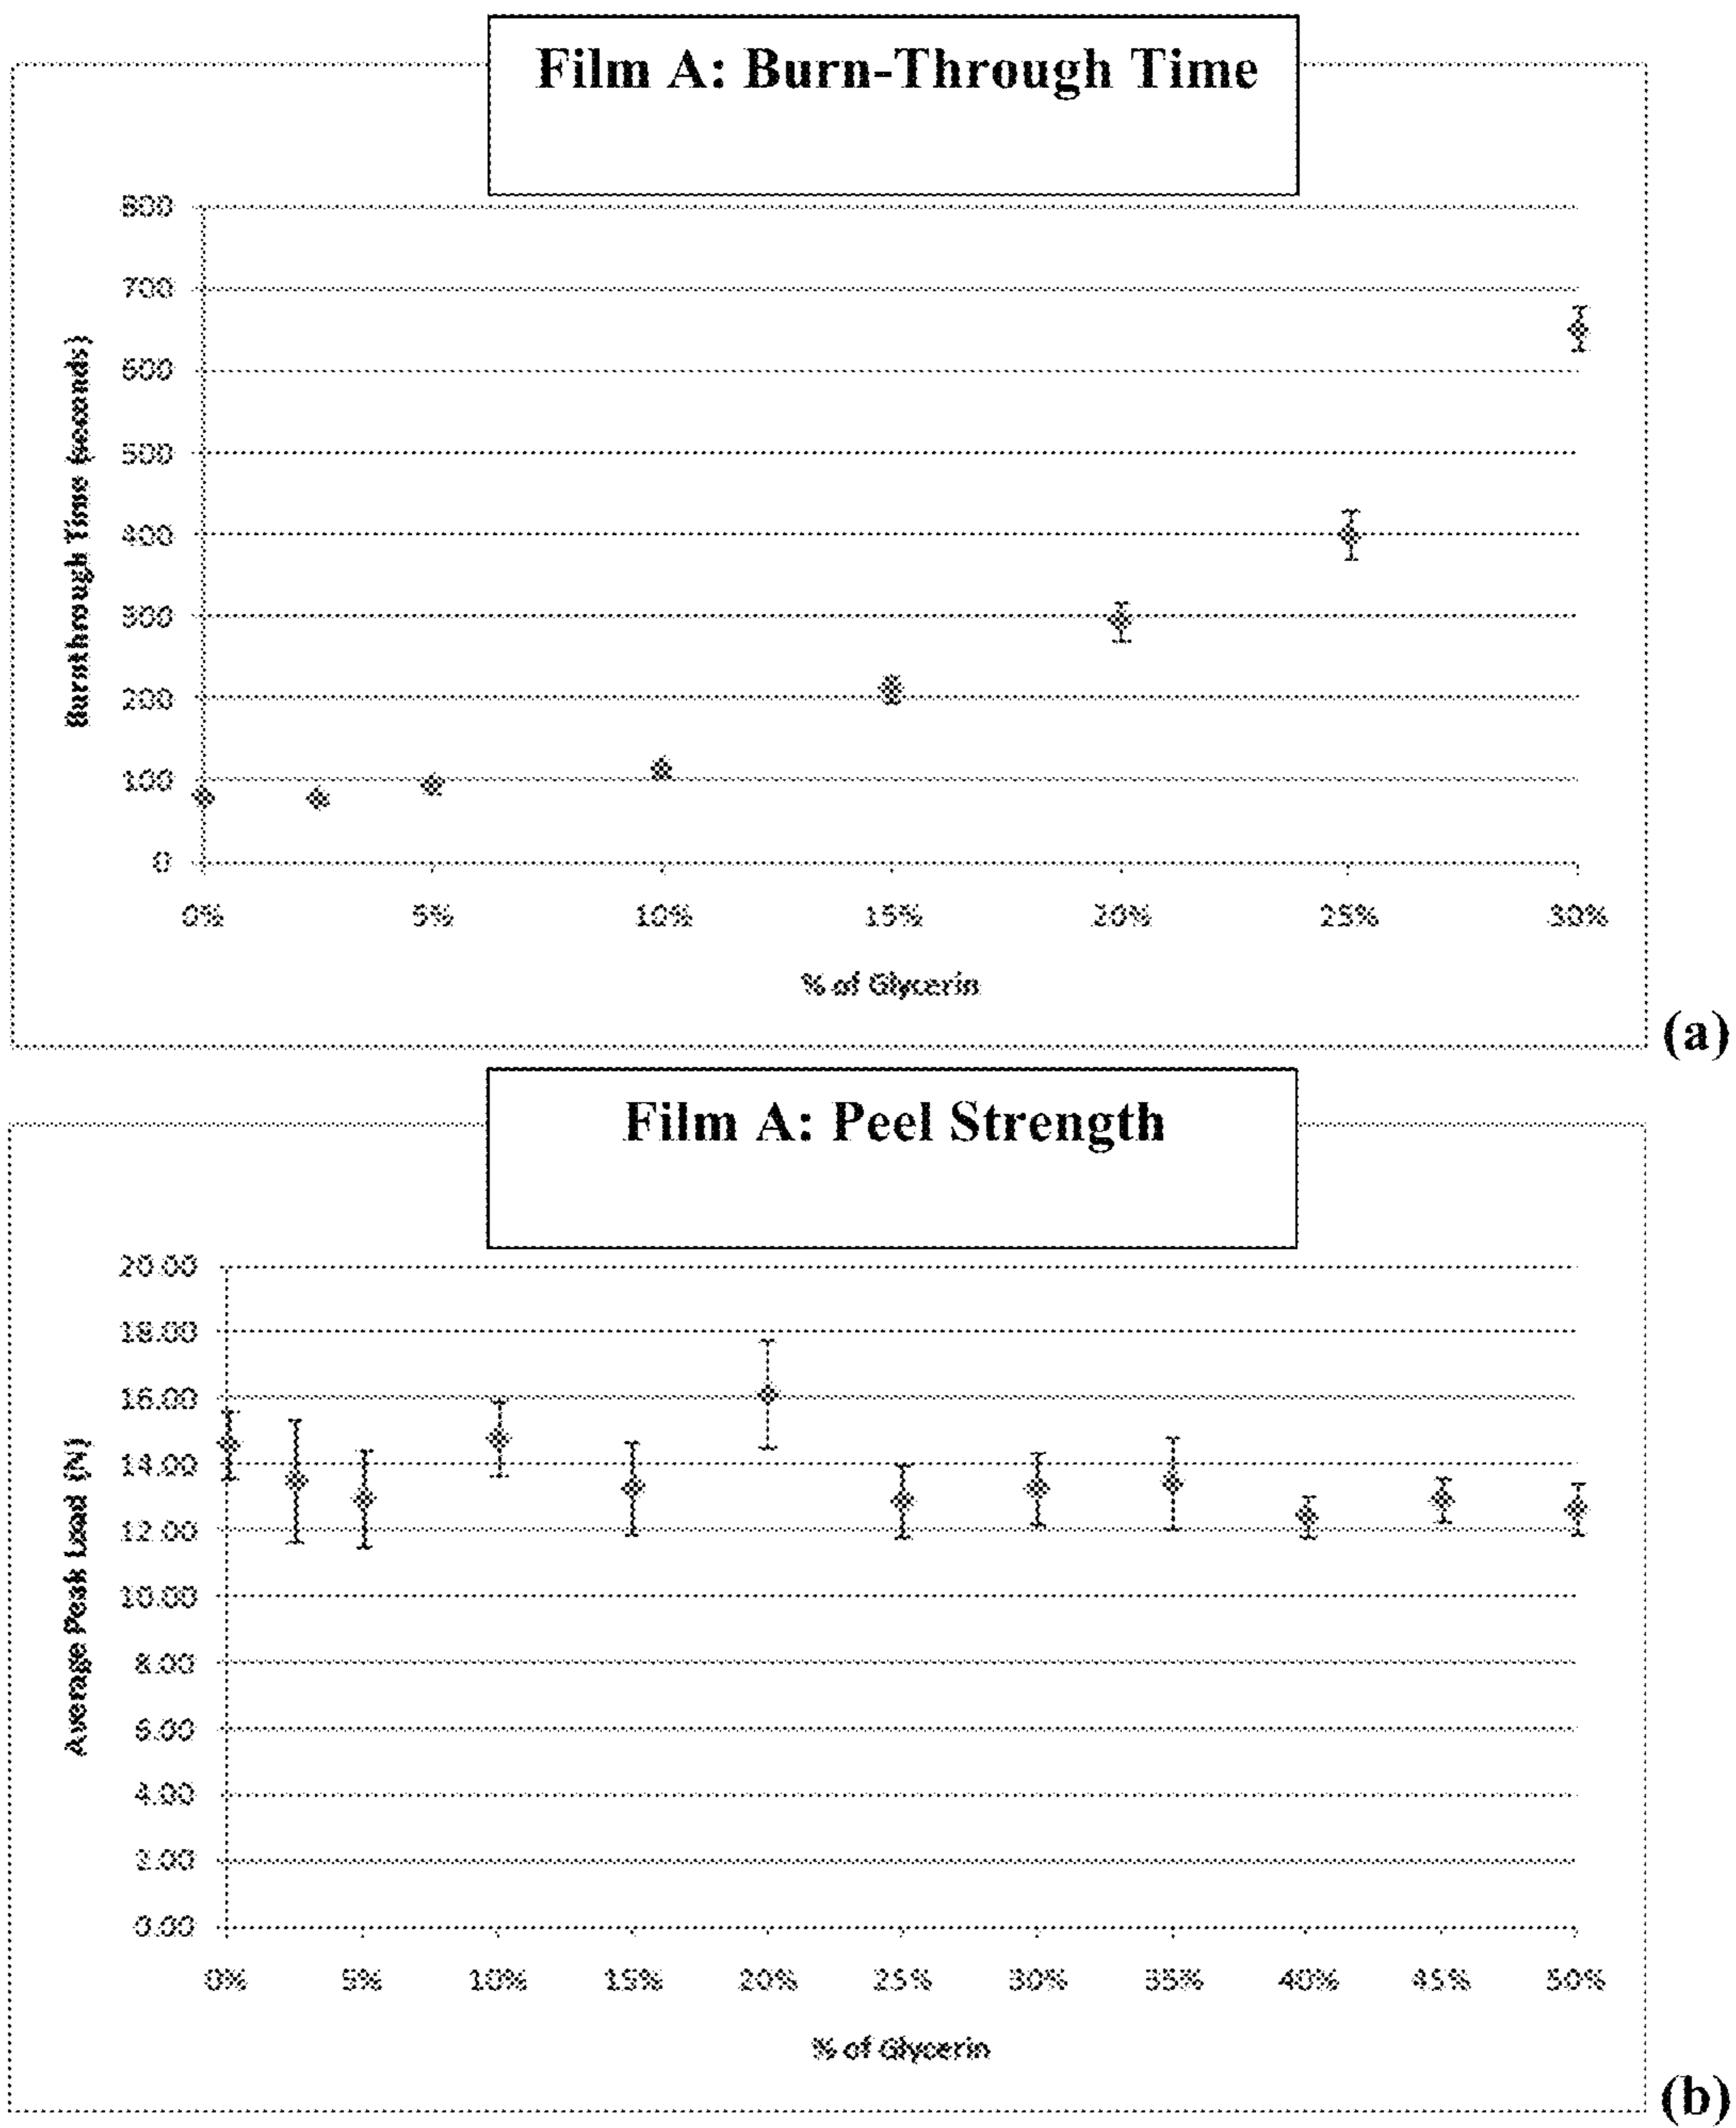 Film A: Burn-Through Time
800
700
600
500
400
300
200
100
0
Burnthrough Time (seconds)
0% 5% 10% 15% 20% 25% 30%
% of Glycerin
(a)
Film A: Peel Strength
20.00
18.00
16.00
14.00
12.00
10.00
8.00
6.00
4.00
2.00
0.00
Average Peak Load (N)
0% 5% 10% 15% 20% 25% 30% 35% 40% 45% 50%
% of Glycerin
(b)